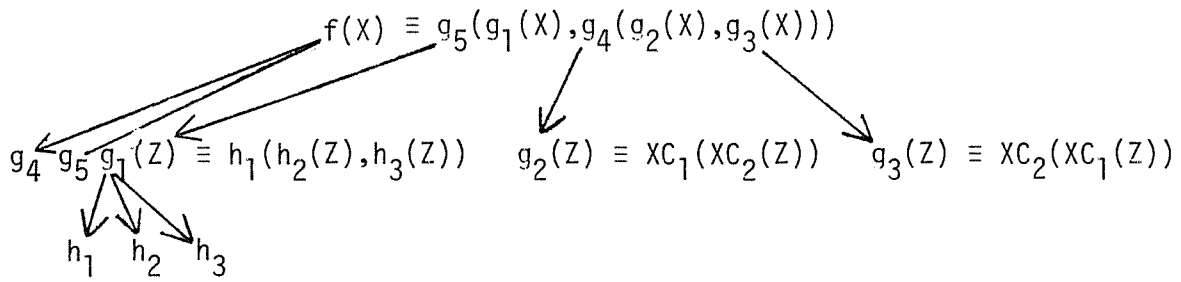 f(X) ≡ g₅(g₁(X),g₄(g₂(X),g₃(X)))
g₄ g₅ g₁(Z) ≡ h₁(h₂(Z),h₃(Z)) g₂(Z) ≡ XC₁(XC₂(Z)) g₃(Z) ≡ XC₂(XC₁(Z))
h₁ h₂ h₃